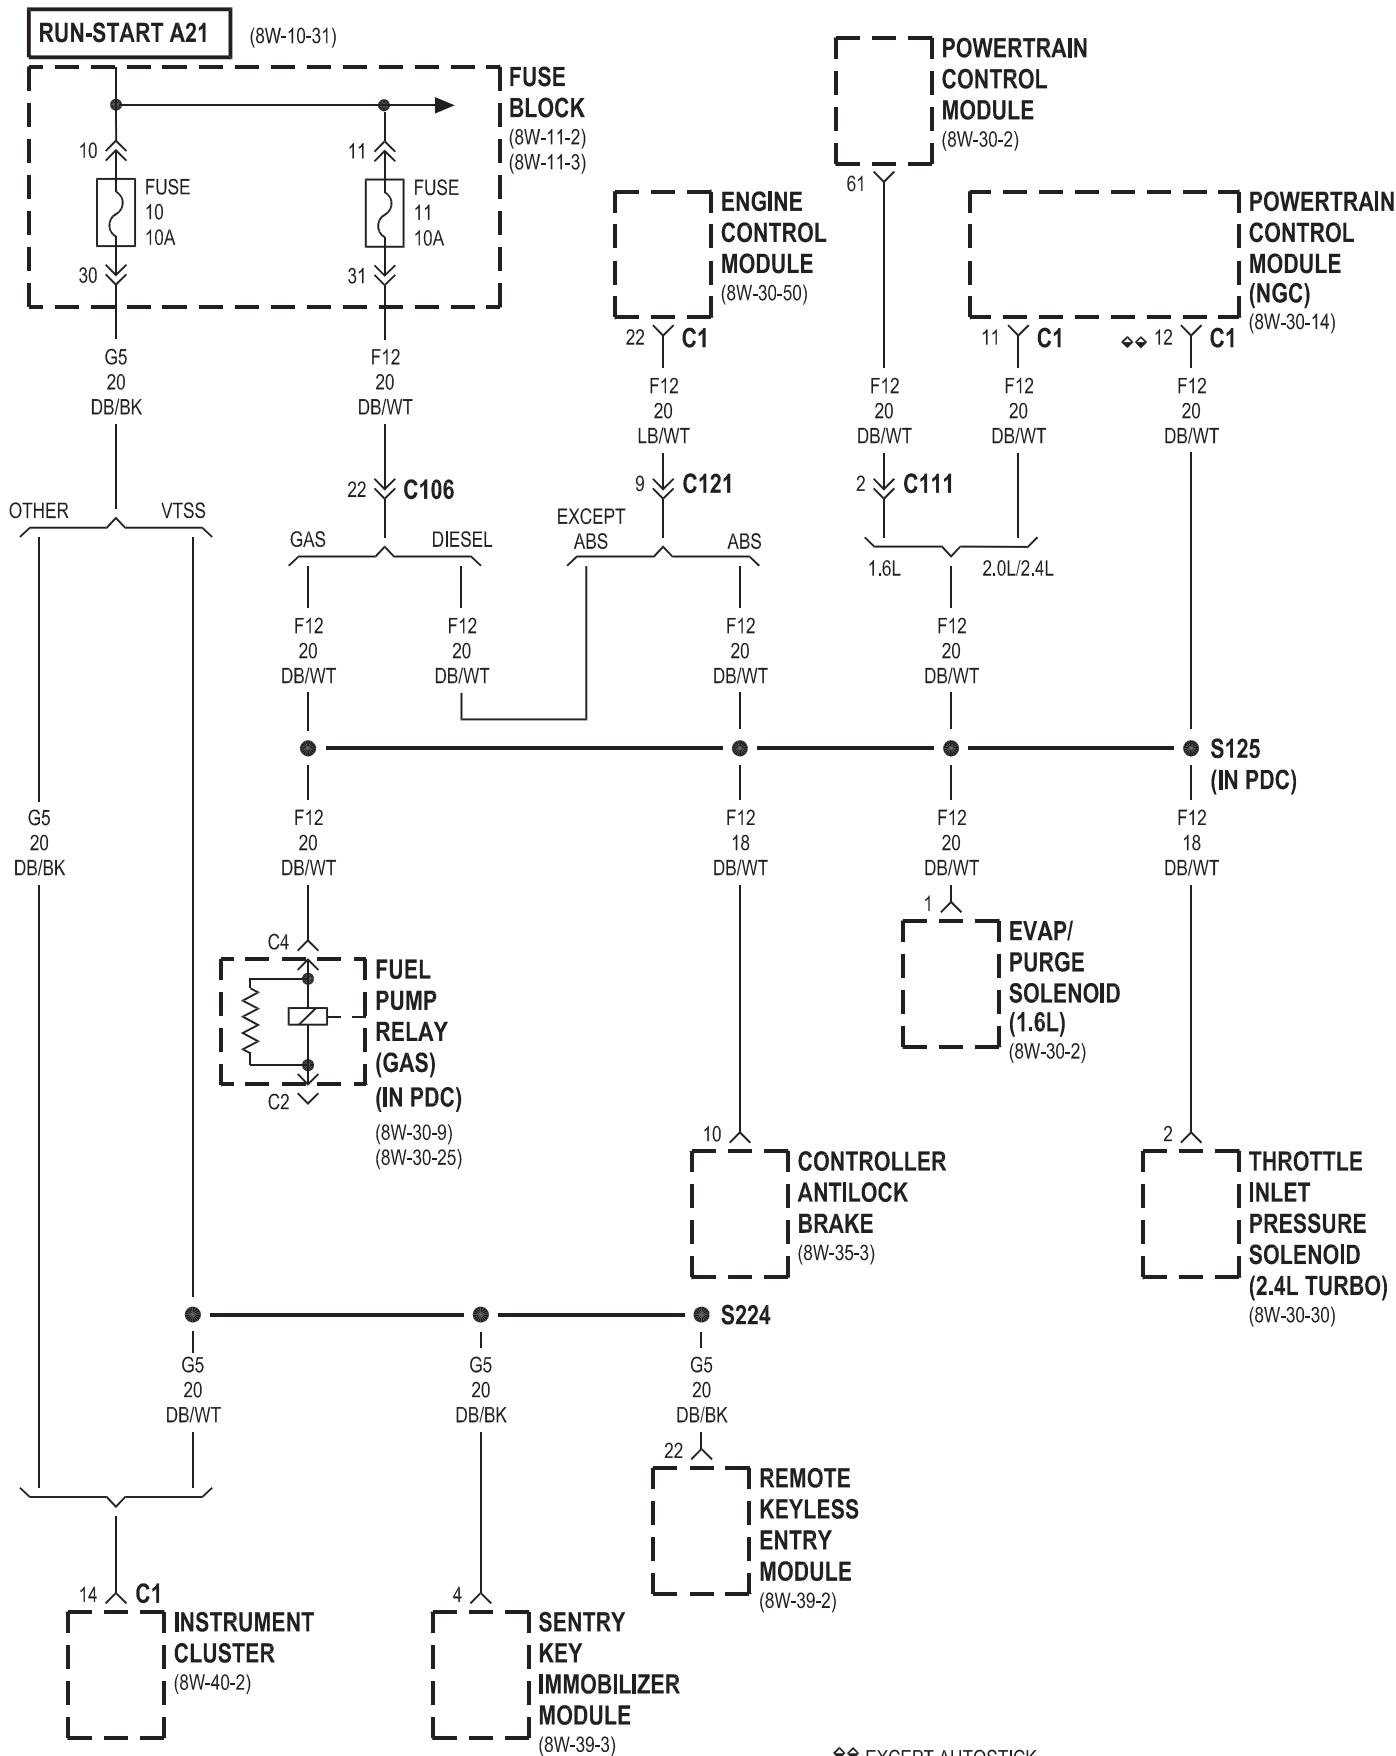 RUN-START A21 (8W-10-31)
FUSE
BLOCK
(8W-11-2)
(8W-11-3)
10
FUSE
10
10A
30
11
FUSE
11
10A
31
POWERTRAIN
CONTROL
MODULE
(8W-30-2)
61
ENGINE
CONTROL
MODULE
(8W-30-50)
22 C1
POWERTRAIN
CONTROL
MODULE
(NGC)
(8W-30-14)
11 C1
12 C1
G5
20
DB/BK
F12
20
DB/WT
F12
20
LB/WT
F12
20
DB/WT
F12
20
DB/WT
F12
20
DB/WT
22 C106
9 C121
2 C111
OTHER VTSS
GAS DIESEL
EXCEPT
ABS ABS
1.6L 2.0L/2.4L
F12
20
DB/WT
F12
20
DB/WT
F12
20
DB/WT
F12
20
DB/WT
S125
(IN PDC)
G5
20
DB/BK
F12
20
DB/WT
F12
18
DB/WT
F12
20
DB/WT
F12
18
DB/WT
C4
FUEL
PUMP
RELAY
(GAS)
(IN PDC)
(8W-30-9)
(8W-30-25)
C2
1
EVAP/
PURGE
SOLENOID
(1.6L)
(8W-30-2)
10
CONTROLLER
ANTILOCK
BRAKE
(8W-35-3)
2
THROTTLE
INLET
PRESSURE
SOLENOID
(2.4L TURBO)
(8W-30-30)
S224
G5
20
DB/WT
G5
20
DB/BK
G5
20
DB/BK
22
REMOTE
KEYLESS
ENTRY
MODULE
(8W-39-2)
14 C1
INSTRUMENT
CLUSTER
(8W-40-2)
4
SENTRY
KEY
IMMOBILIZER
MODULE
(8W-39-3)
EXCEPT AUTOSTICK